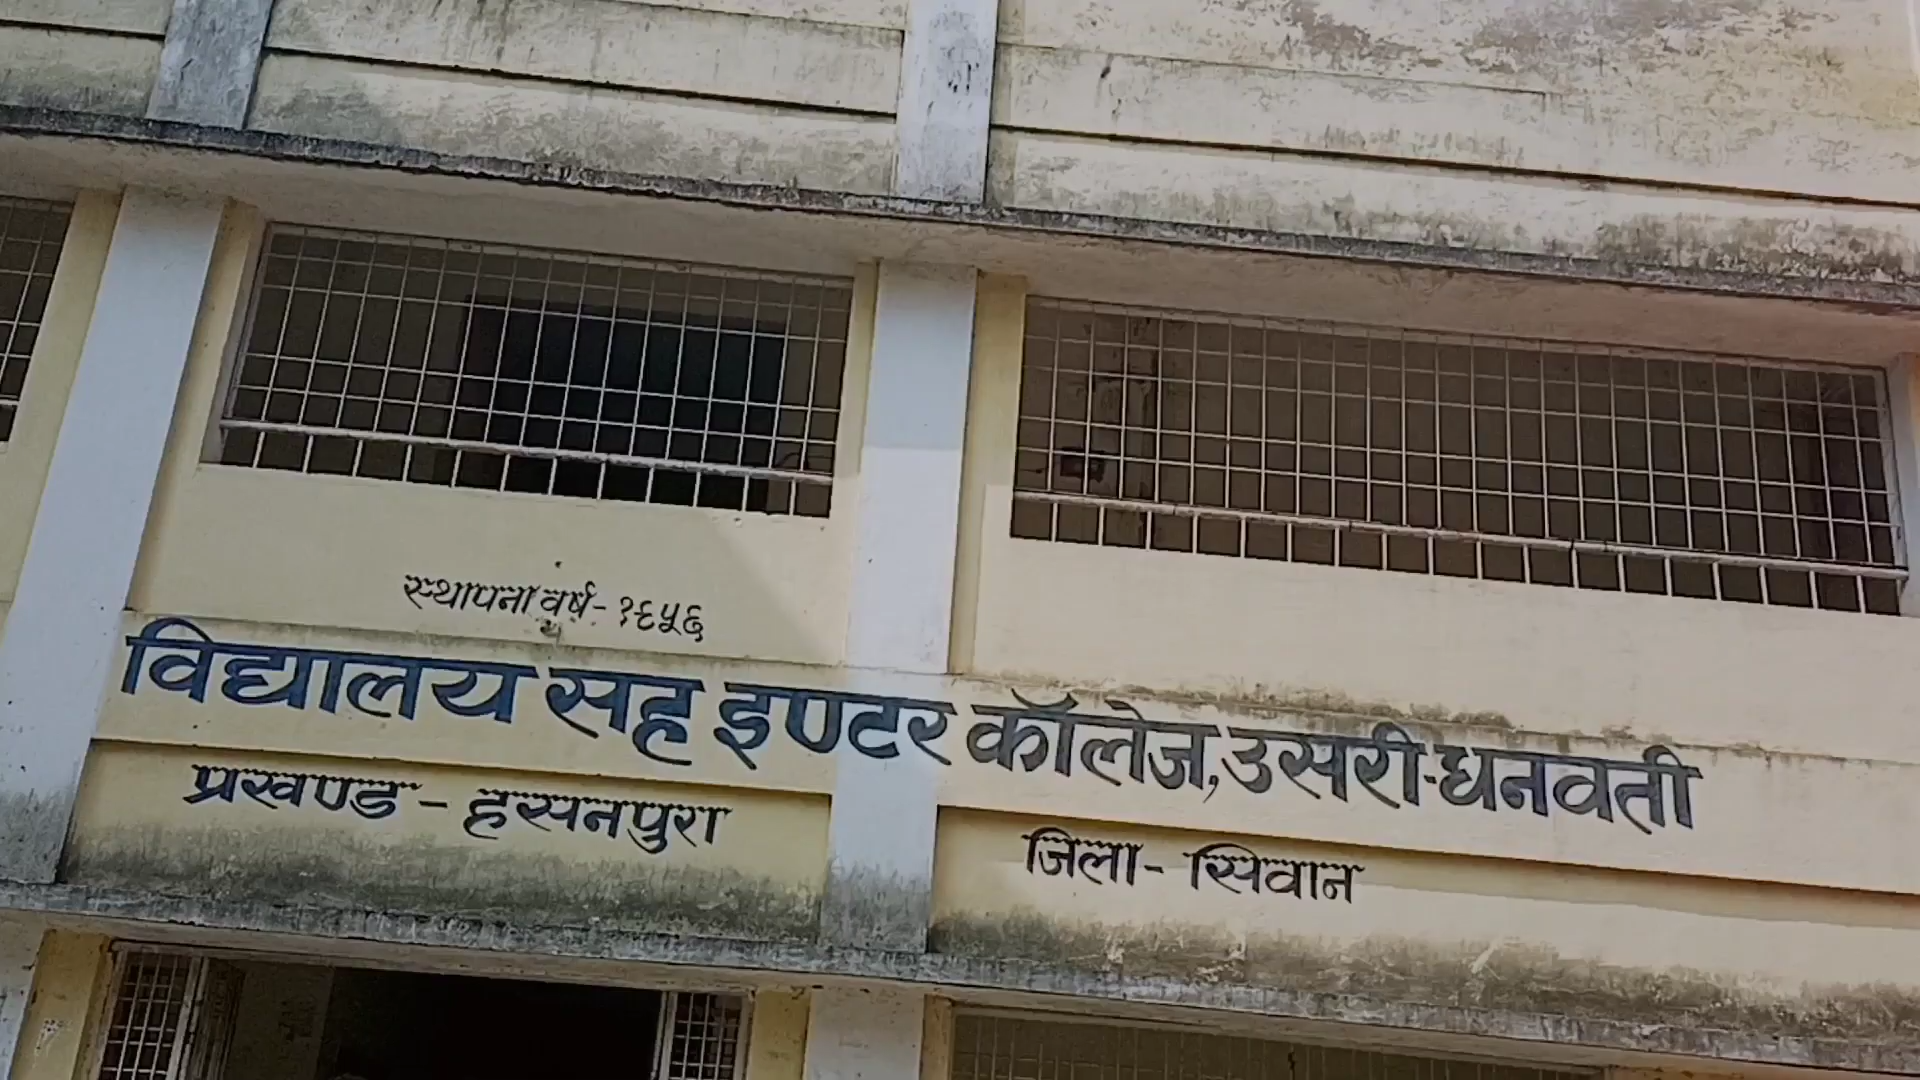 स्थापना वर्ष- १९५६
विद्यालय सह इण्टर कॉलेज, उसरी-धनवती
प्रखण्ड - हसनपुरा
जिला - सिवान